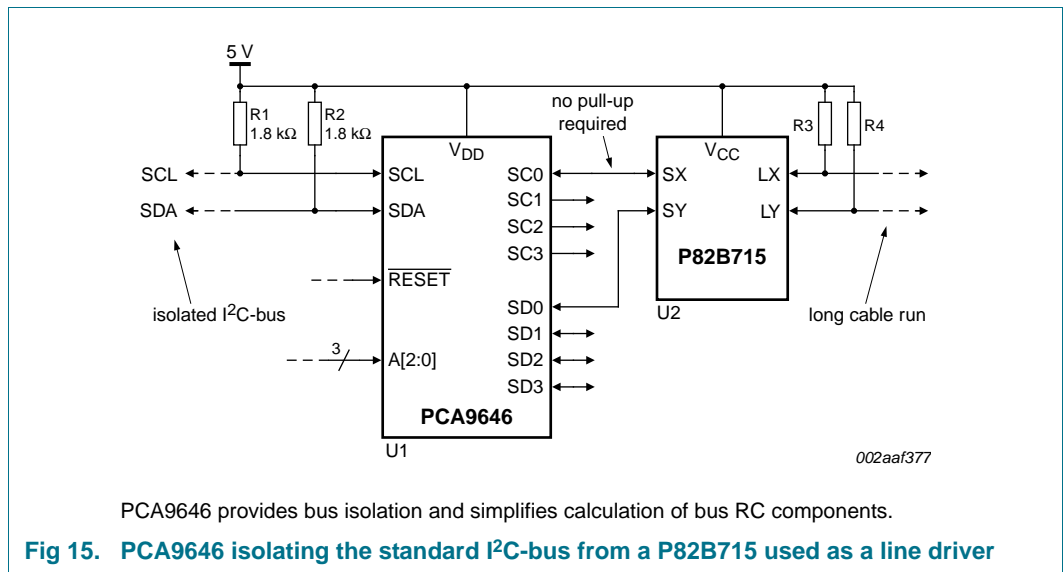 5 V
R1
1.8 kΩ
R2
1.8 kΩ
no pull-up
required
R3
R4
VDD
VCC
SCL
SCL
SC0
SX
LX
SC1
SDA
SDA
SY
LY
SC2
SC3
P82B715
RESET
isolated I2C-bus
SD0
U2
long cable run
SD1
3
A[2:0]
SD2
SD3
PCA9646
U1
002aaf377
PCA9646 provides bus isolation and simplifies calculation of bus RC components.
Fig 15. PCA9646 isolating the standard I2C-bus from a P82B715 used as a line driver